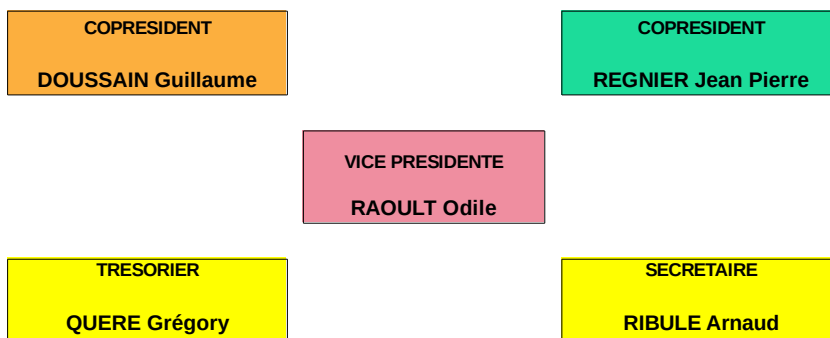 COPRESIDENT
DOUSSAIN Guillaume
COPRESIDENT
REGNIER Jean Pierre
VICE PRESIDENTE
RAOULT Odile
TRESORIER
QUERE Grégory
SECRETAIRE
RIBULE Arnaud